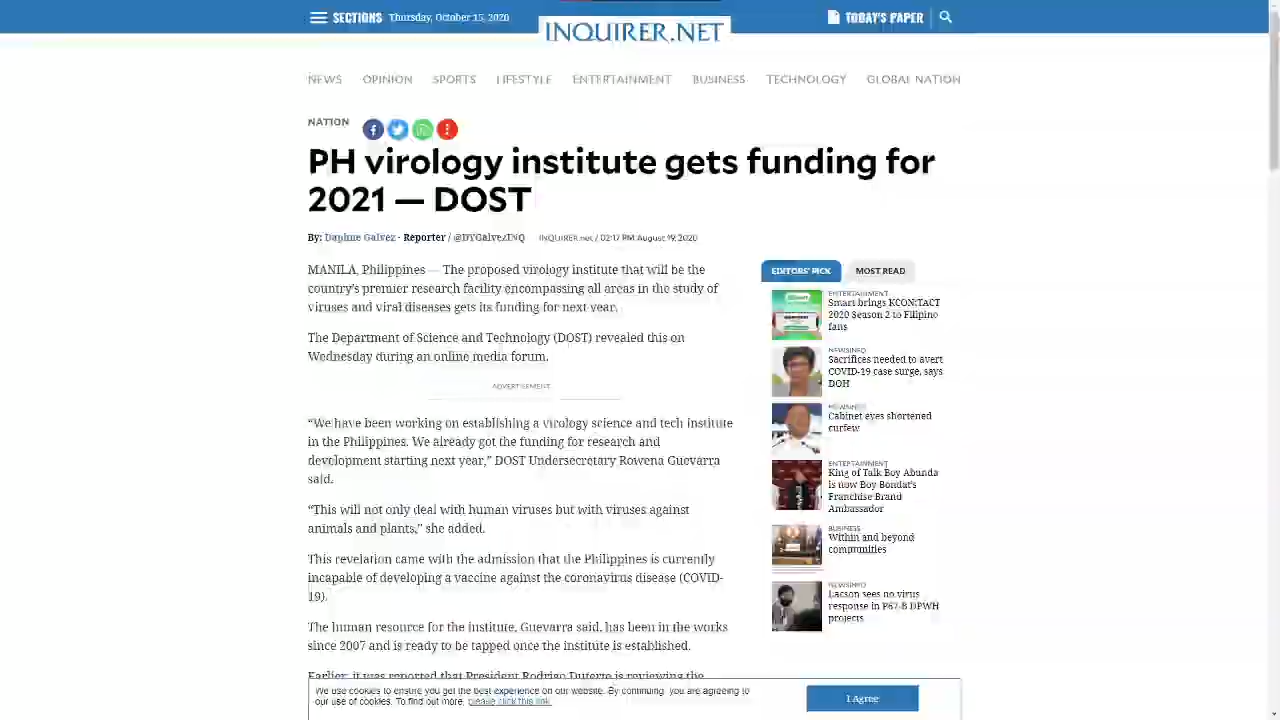 SECTIONS Thursday, October 15, 2020
INQUIRER.NET
TODAY'S PAPER
NEWS OPINION SPORTS LIFESTYLE ENTERTAINMENT BUSINESS TECHNOLOGY GLOBAL NATION
NATION
PH virology institute gets funding for
2021 — DOST
By: Daphne Galvez - Reporter / @DYGalvezINQ INQUIRER.net / 02:17 PM August 19, 2020
MANILA, Philippines — The proposed virology institute that will be the
country's premier research facility encompassing all areas in the study of
viruses and viral diseases gets its funding for next year.
The Department of Science and Technology (DOST) revealed this on
Wednesday during an online media forum.
ADVERTISEMENT
“We have been working on establishing a virology science and tech institute
in the Philippines. We already got the funding for research and
development starting next year,” DOST Undersecretary Rowena Guevarra
said.
“This will not only deal with human viruses but with viruses against
animals and plants,” she added.
This revelation came with the admission that the Philippines is currently
incapable of developing a vaccine against the coronavirus disease (COVID-
19).
The human resource for the institute, Guevarra said, has been in the works
since 2007 and is ready to be tapped once the institute is established.
Earlier, it was reported that President Rodrigo Duterte is reviewing the
EDITORS' PICK MOST READ
ENTERTAINMENT
Smart brings KCON:TACT
2020 Season 2 to Filipino
fans
NEWSINFO
Sacrifices needed to avert
COVID-19 case surge, says
DOH
NEWSINFO
Cabinet eyes shortened
curfew
ENTERTAINMENT
King of Talk Boy Abunda
is now Boy Bondat's
Franchise Brand
Ambassador
BUSINESS
Within and beyond
communities
NEWSINFO
Lacson sees no virus
response in P67-B DPWH
projects
We use cookies to ensure you get the best experience on our website. By continuing, you are agreeing to
our use of cookies. To find out more, please click this link.
I Agree